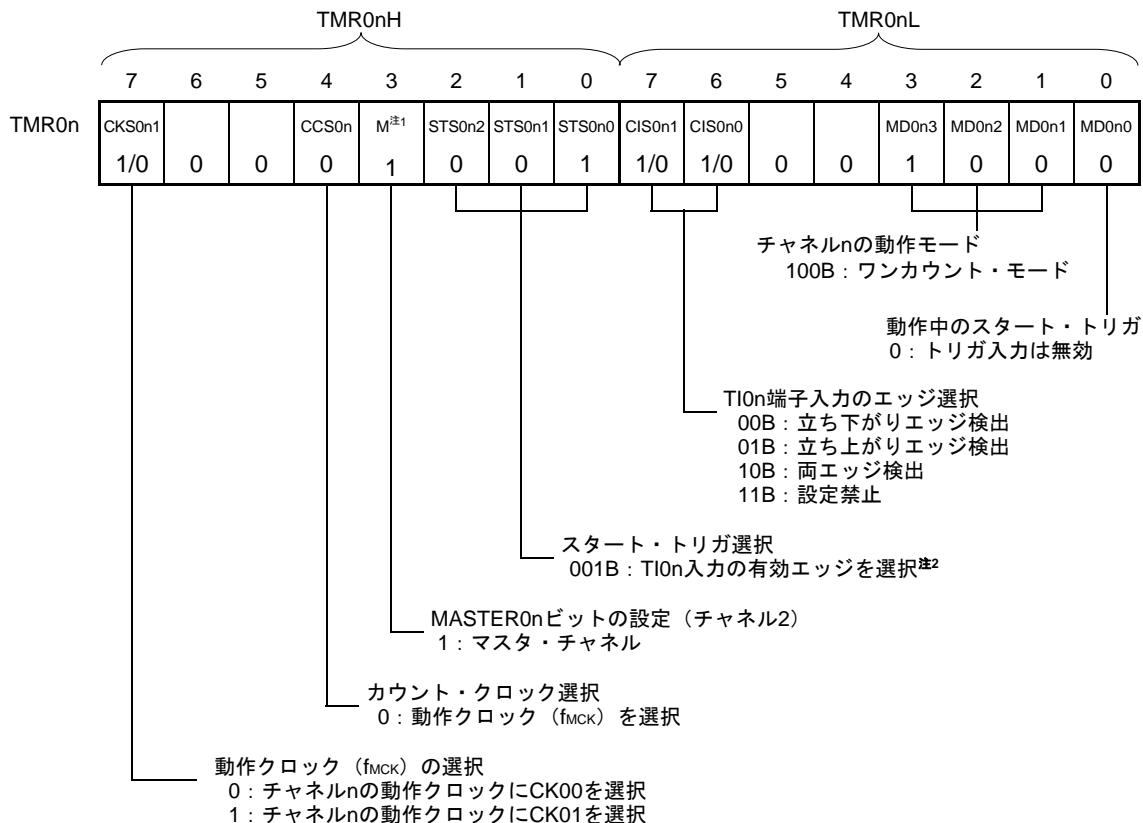 TMR0nH TMR0nL
7 6 5 4 3 2 1 0 7 6 5 4 3 2 1 0
TMR0n CKS0n1 CCS0n M注1 STS0n2 STS0n1 STS0n0 CIS0n1 CIS0n0 MD0n3 MD0n2 MD0n1 MD0n0
1/0 0 0 0 1 0 0 1 1/0 1/0 0 0 1 0 0 0
チャネルnの動作モード
100B:ワンカウント・モード
動作中のスタート・トリガ
0:トリガ入力は無効
TI0n端子入力のエッジ選択
00B:立ち下がりエッジ検出
01B:立ち上がりエッジ検出
10B:両エッジ検出
11B:設定禁止
スタート・トリガ選択
001B:TI0n入力の有効エッジを選択注2
MASTER0nビットの設定(チャネル2)
1:マスタ・チャネル
カウント・クロック選択
0:動作クロック(fMCK)を選択
動作クロック(fMCK)の選択
0:チャネルnの動作クロックにCK00を選択
1:チャネルnの動作クロックにCK01を選択